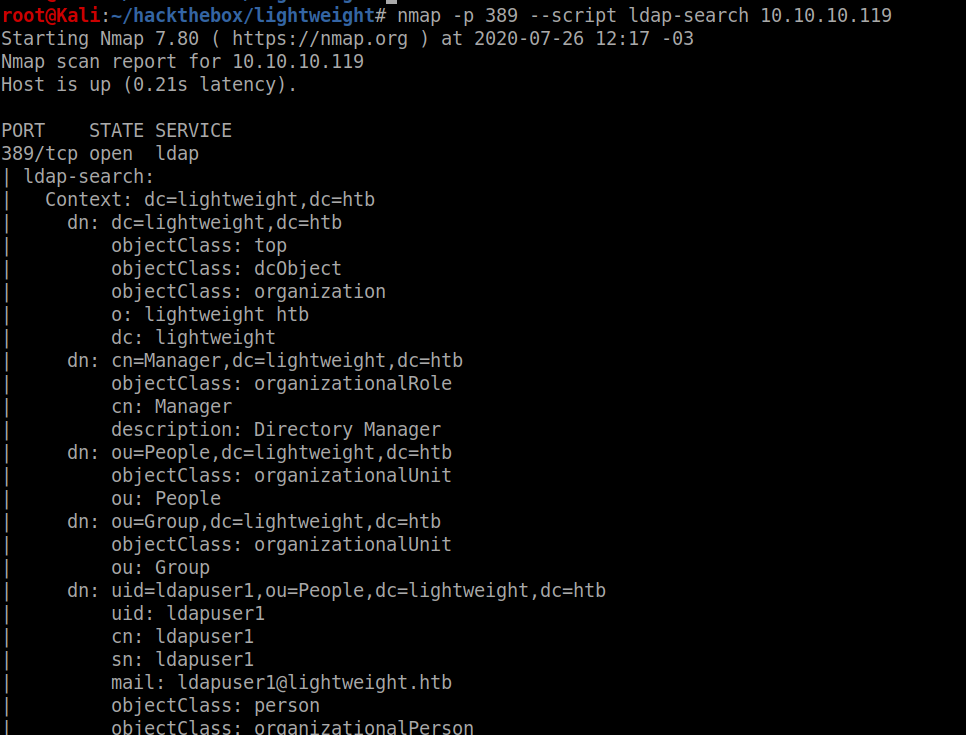 root@Kali:~/hackthebox/lightweight# nmap -p 389 --script ldap-search 10.10.10.119
Starting Nmap 7.80 ( https://nmap.org ) at 2020-07-26 12:17 -03
Nmap scan report for 10.10.10.119
Host is up (0.21s latency).
PORT    STATE SERVICE
389/tcp open  ldap
| ldap-search:
|   Context: dc=lightweight,dc=htb
|     dn: dc=lightweight,dc=htb
|         objectClass: top
|         objectClass: dcObject
|         objectClass: organization
|         o: lightweight htb
|         dc: lightweight
|     dn: cn=Manager,dc=lightweight,dc=htb
|         objectClass: organizationalRole
|         cn: Manager
|         description: Directory Manager
|     dn: ou=People,dc=lightweight,dc=htb
|         objectClass: organizationalUnit
|         ou: People
|     dn: ou=Group,dc=lightweight,dc=htb
|         objectClass: organizationalUnit
|         ou: Group
|     dn: uid=ldapuser1,ou=People,dc=lightweight,dc=htb
|         uid: ldapuser1
|         cn: ldapuser1
|         sn: ldapuser1
|         mail: ldapuser1@lightweight.htb
|         objectClass: person
|         objectClass: organizationalPerson